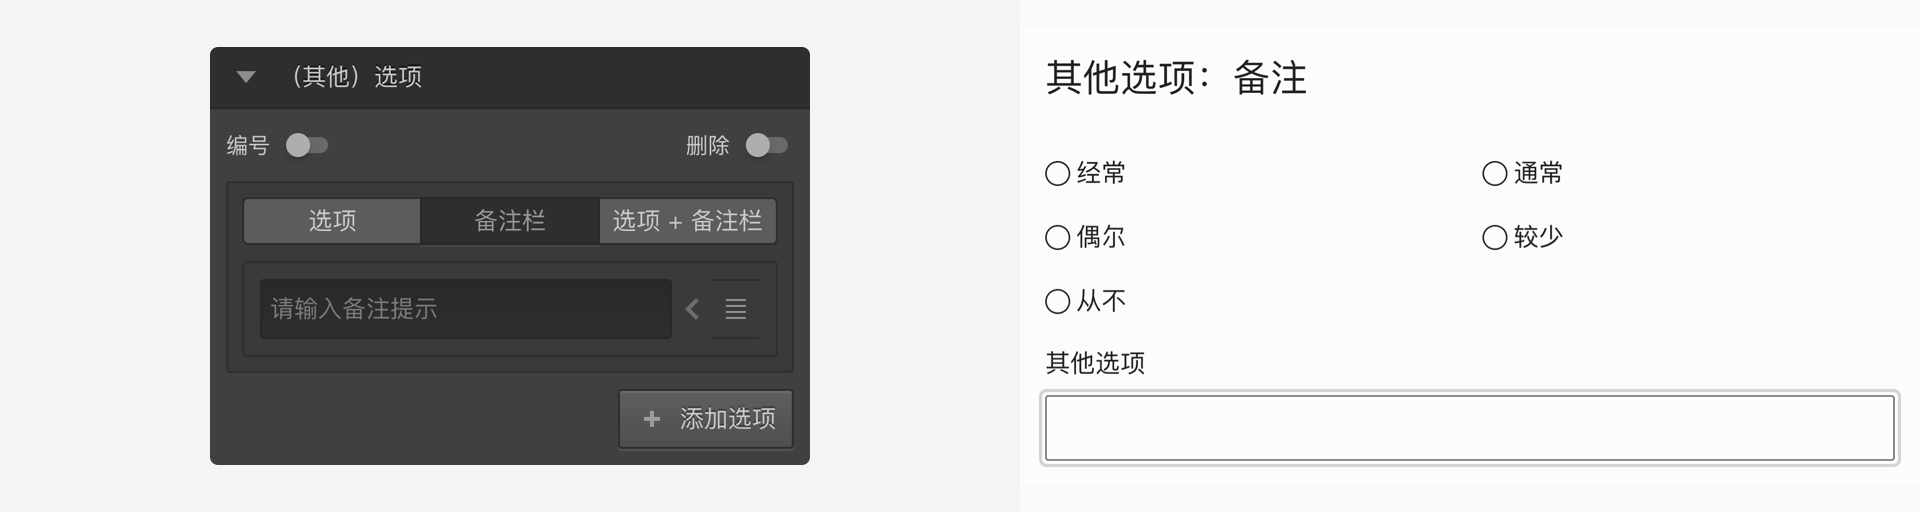 （其他）选项
编号
删除
选项
备注栏
选项 + 备注栏
请输入备注提示
添加选项
其他选项：备注
经常
通常
偶尔
较少
从不
其他选项